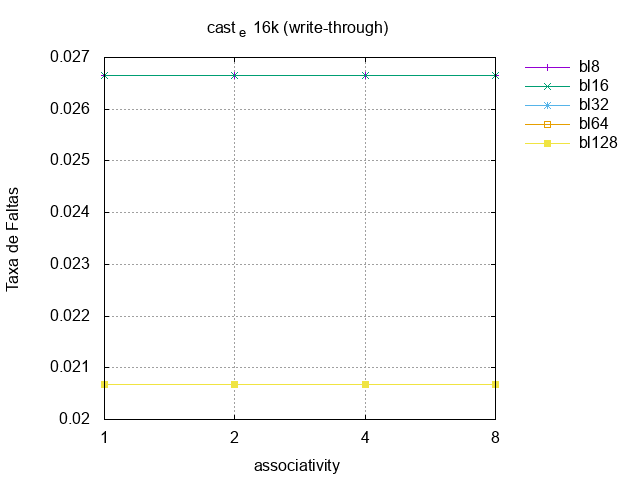 cast e 16k (write-through)
0.027
0.026
0.025
0.024
0.023
0.022
0.021
0.02
Taxa de Faltas
1 2 4 8
associativity
bl8
bl16
bl32
bl64
bl128